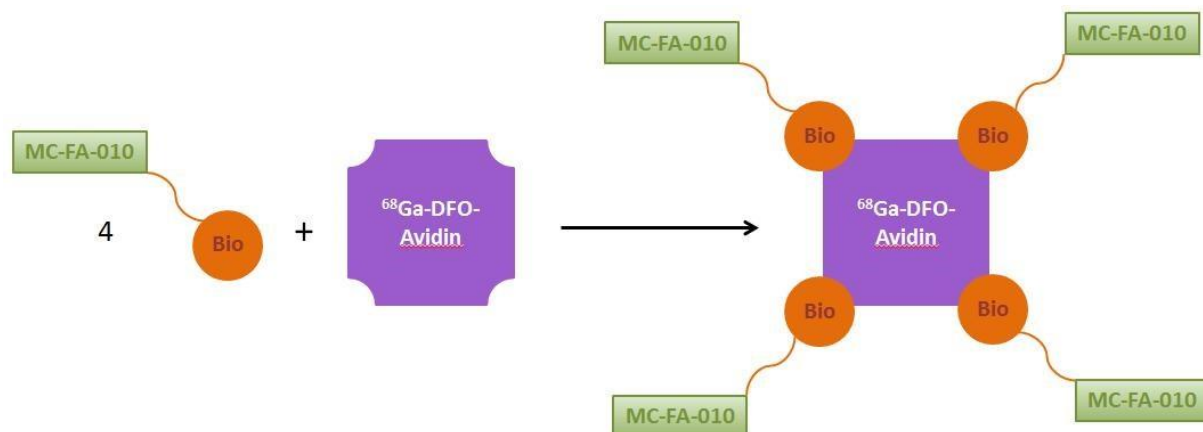 MC-FA-010
MC-FA-010
MC-FA-010
Bio
Bio
4
Bio
+
⁶⁸Ga-DFO-
Avidin
⁶⁸Ga-DFO-
Avidin
Bio
Bio
MC-FA-010
MC-FA-010